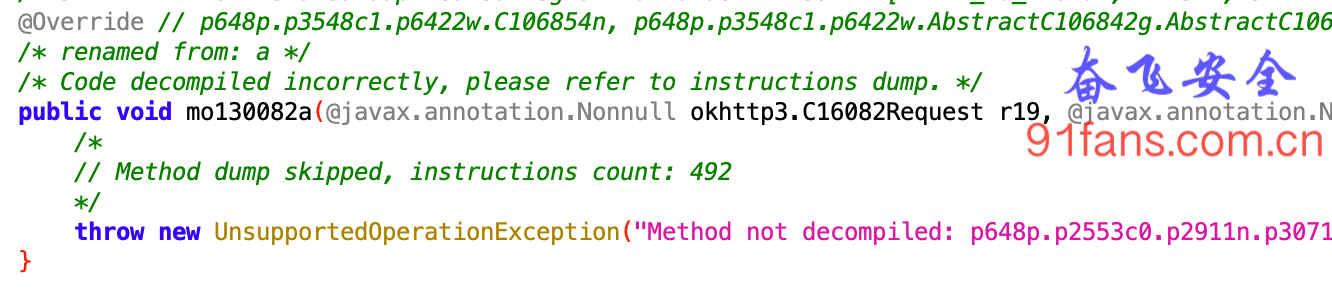 @Override // p648p.p3548c1.p6422w.C106854n, p648p.p3548c1.p6422w.AbstractC106842g.AbstractC106
/* renamed from: a */
/* Code decompiled incorrectly, please refer to instructions dump. */
奋飞安全
public void mo130082a(@javax.annotation.Nonnull okhttp3.C16082Request r19, @javax.annotation.N
91fans.com.cn
/*
// Method dump skipped, instructions count: 492
*/
throw new UnsupportedOperationException("Method not decompiled: p648p.p2553c0.p2911n.p3071
}